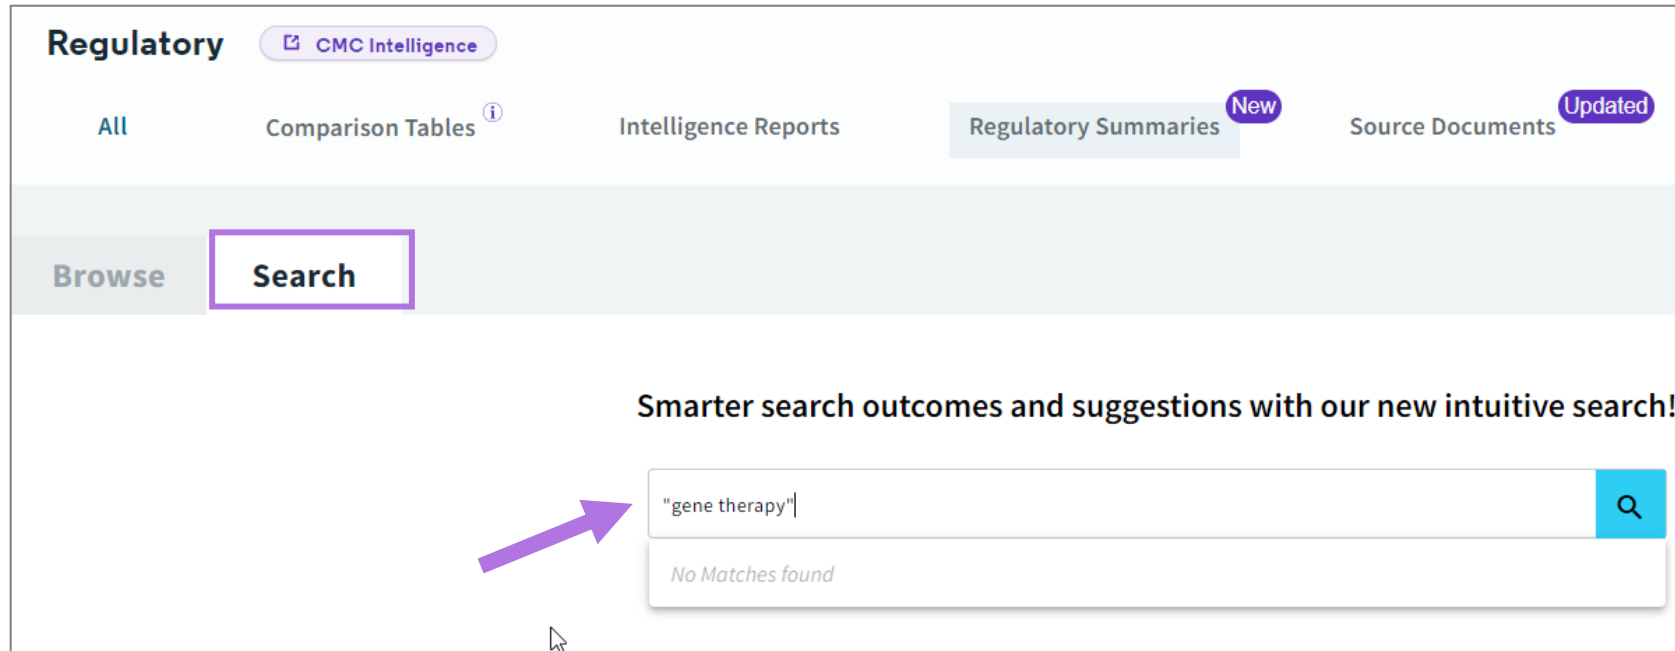 Regulatory CMC Intelligence
All Comparison Tables i Intelligence Reports Regulatory Summaries New Source Documents Updated
Browse Search
Smarter search outcomes and suggestions with our new intuitive search!
"gene therapy"
No Matches found